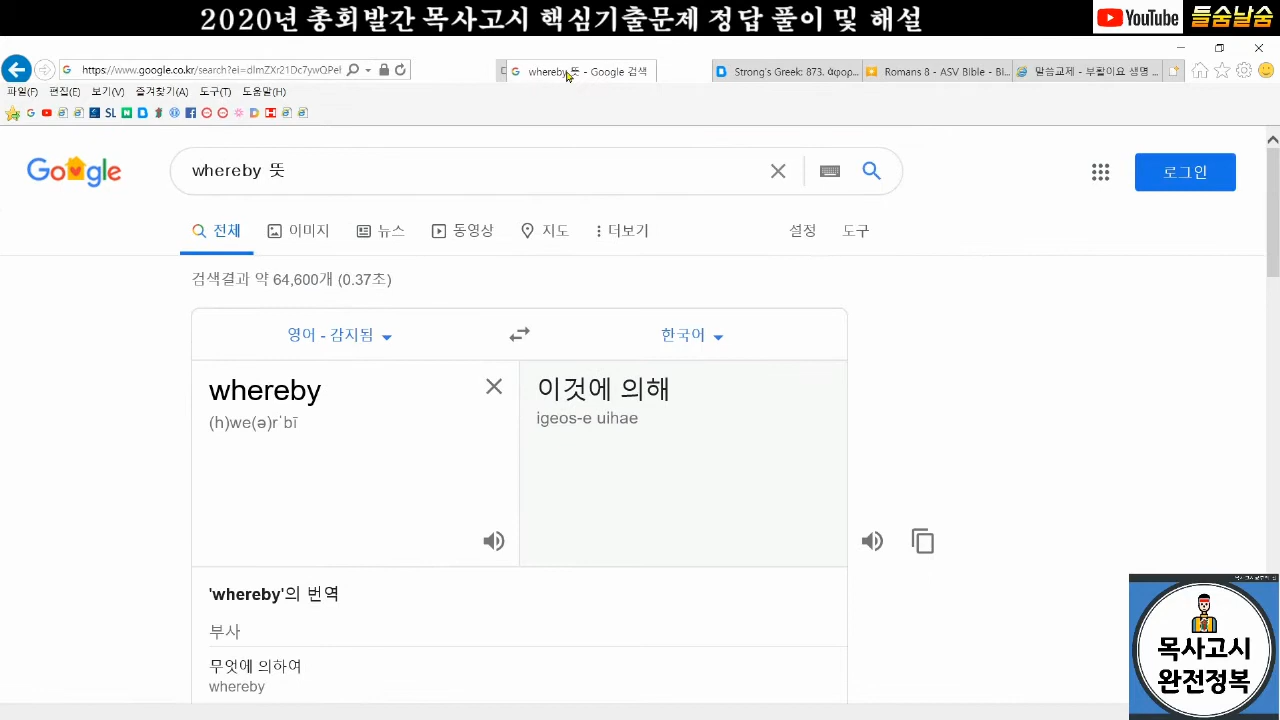 2020년 총회발간 목사고시 핵심기출문제 정답 풀이 및 해설
YouTube 들숨날숨
https://www.google.co.kr/search?ei=dlmZXr21Dc7ywQPel
whereby 뜻 - Google 검색
Strong's Greek: 873. ἀφορ...
Romans 8 - ASV Bible - Bi...
말씀교제 - 부활이요 생명 ...
파일(F) 편집(E) 보기(V) 즐겨찾기(A) 도구(T) 도움말(H)
Google
whereby 뜻
로그인
전체 이미지 뉴스 동영상 지도 더보기 설정 도구
검색결과 약 64,600개 (0.37초)
영어 - 감지됨 한국어
whereby
(h)we(ə)rˈbī
이것에 의해
igeos-e uihae
'whereby'의 번역
부사
무엇에 의하여
whereby
목사고시
완전정복